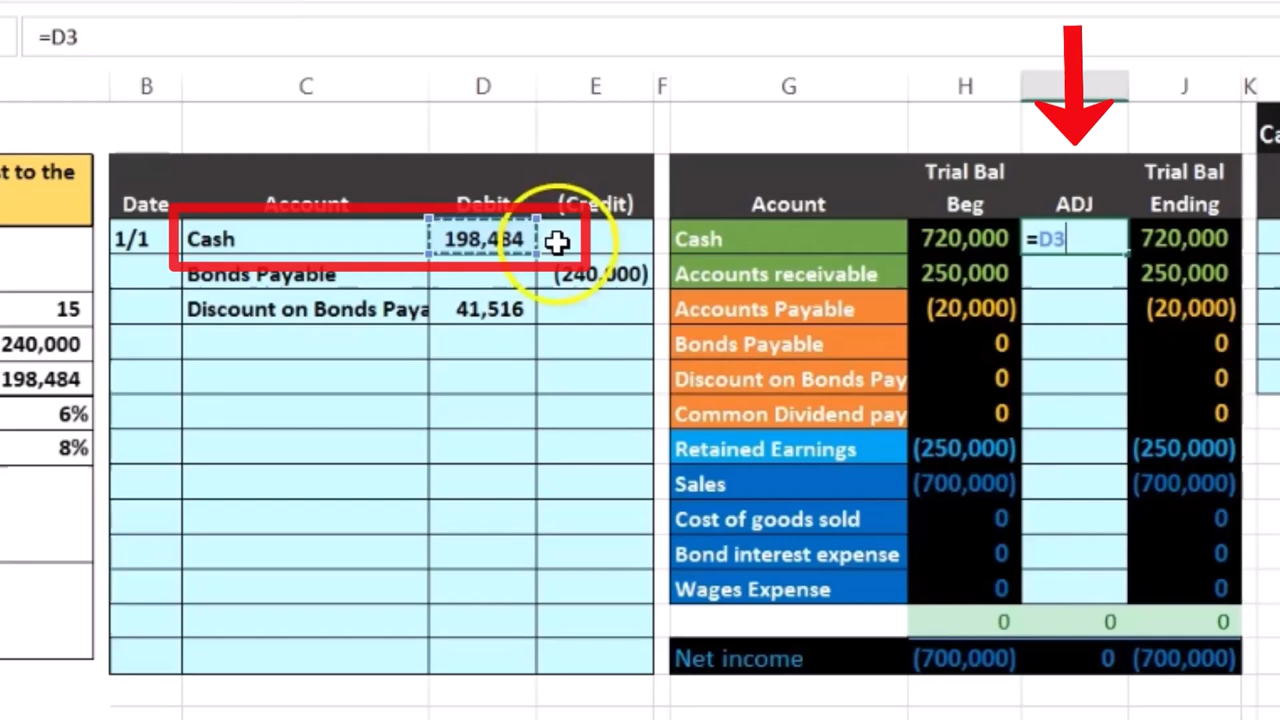 =D3
B C D E F G H J K
Ca
st to the
15
240,000
198,484
6%
8%
Date Account Debit (Credit)
1/1 Cash 198,484
Bonds Payable (240,000)
Discount on Bonds Paya 41,516
Trial Bal Trial Bal
Acount Beg ADJ Ending
Cash 720,000 =D3 720,000
Accounts receivable 250,000 250,000
Accounts Payable (20,000) (20,000)
Bonds Payable 0 0
Discount on Bonds Pay 0 0
Common Dividend pay 0 0
Retained Earnings (250,000) (250,000)
Sales (700,000) (700,000)
Cost of goods sold 0 0
Bond interest expense 0 0
Wages Expense 0 0
0 0 0
Net income (700,000) 0 (700,000)